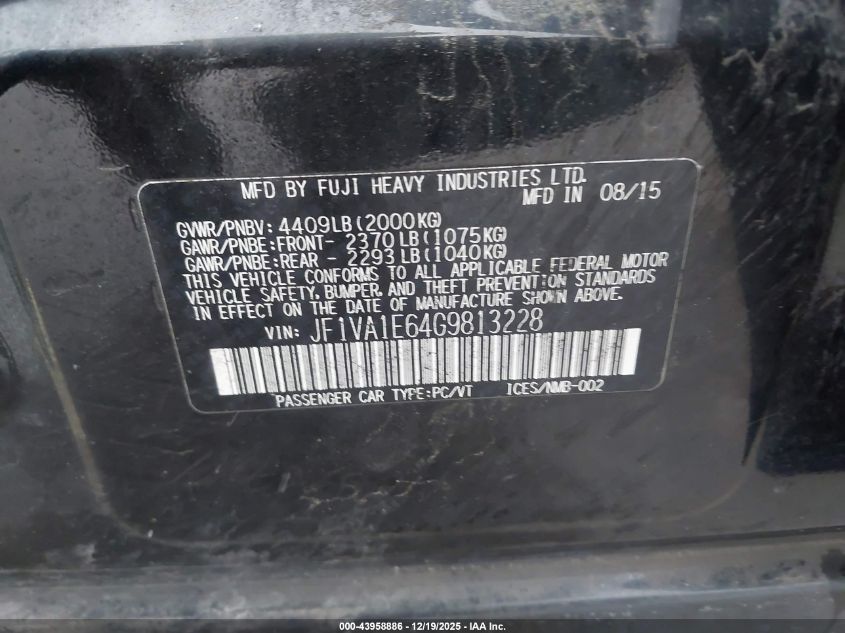 MFD BY FUJI HEAVY INDUSTRIES LTD.
MFD IN 08/15
GVWR/PNBV: 4409LB(2000KG)
GAWR/PNBE:FRONT- 2370LB(1075KG)
GAWR/PNBE:REAR - 2293LB(1040KG)
THIS VEHICLE CONFORMS TO ALL APPLICABLE FEDERAL MOTOR
VEHICLE SAFETY, BUMPER, AND THEFT PREVENTION STANDARDS
IN EFFECT ON THE DATE OF MANUFACTURE SHOWN ABOVE.
VIN: JF1VA1E64G9813228
PASSENGER CAR TYPE:PC/VT ICES/NMB-002
000-43958886 - 12/19/2025 - IAA Inc.